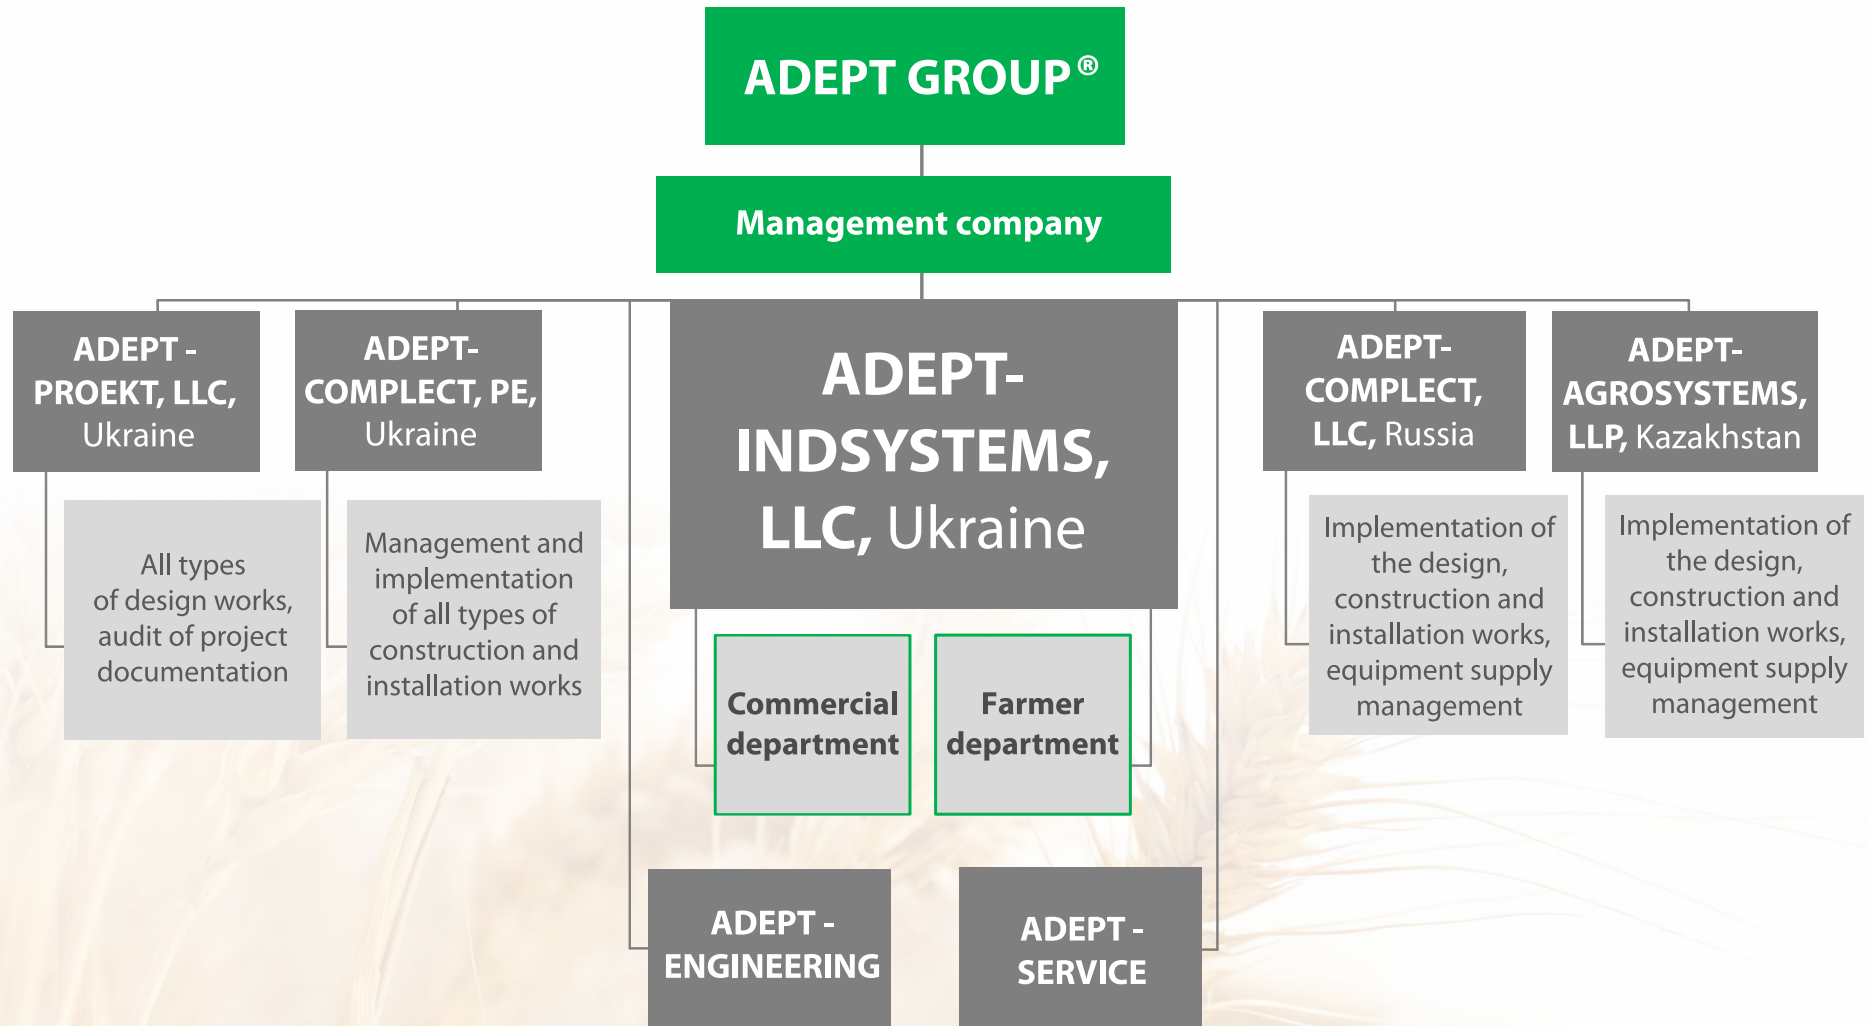 ADEPT GROUP®
Management company
ADEPT -
PROEKT, LLC,
Ukraine
All types
of design works,
audit of project
documentation
ADEPT-
COMPLECT, PE,
Ukraine
Management and
implementation
of all types of
construction and
installation works
ADEPT-
INDSYSTEMS,
LLC, Ukraine
Commercial
department
Farmer
department
ADEPT -
ENGINEERING
ADEPT -
SERVICE
ADEPT-
COMPLECT,
LLC, Russia
Implementation of
the design,
construction and
installation works,
equipment supply
management
ADEPT-
AGROSYSTEMS,
LLP, Kazakhstan
Implementation of
the design,
construction and
installation works,
equipment supply
management